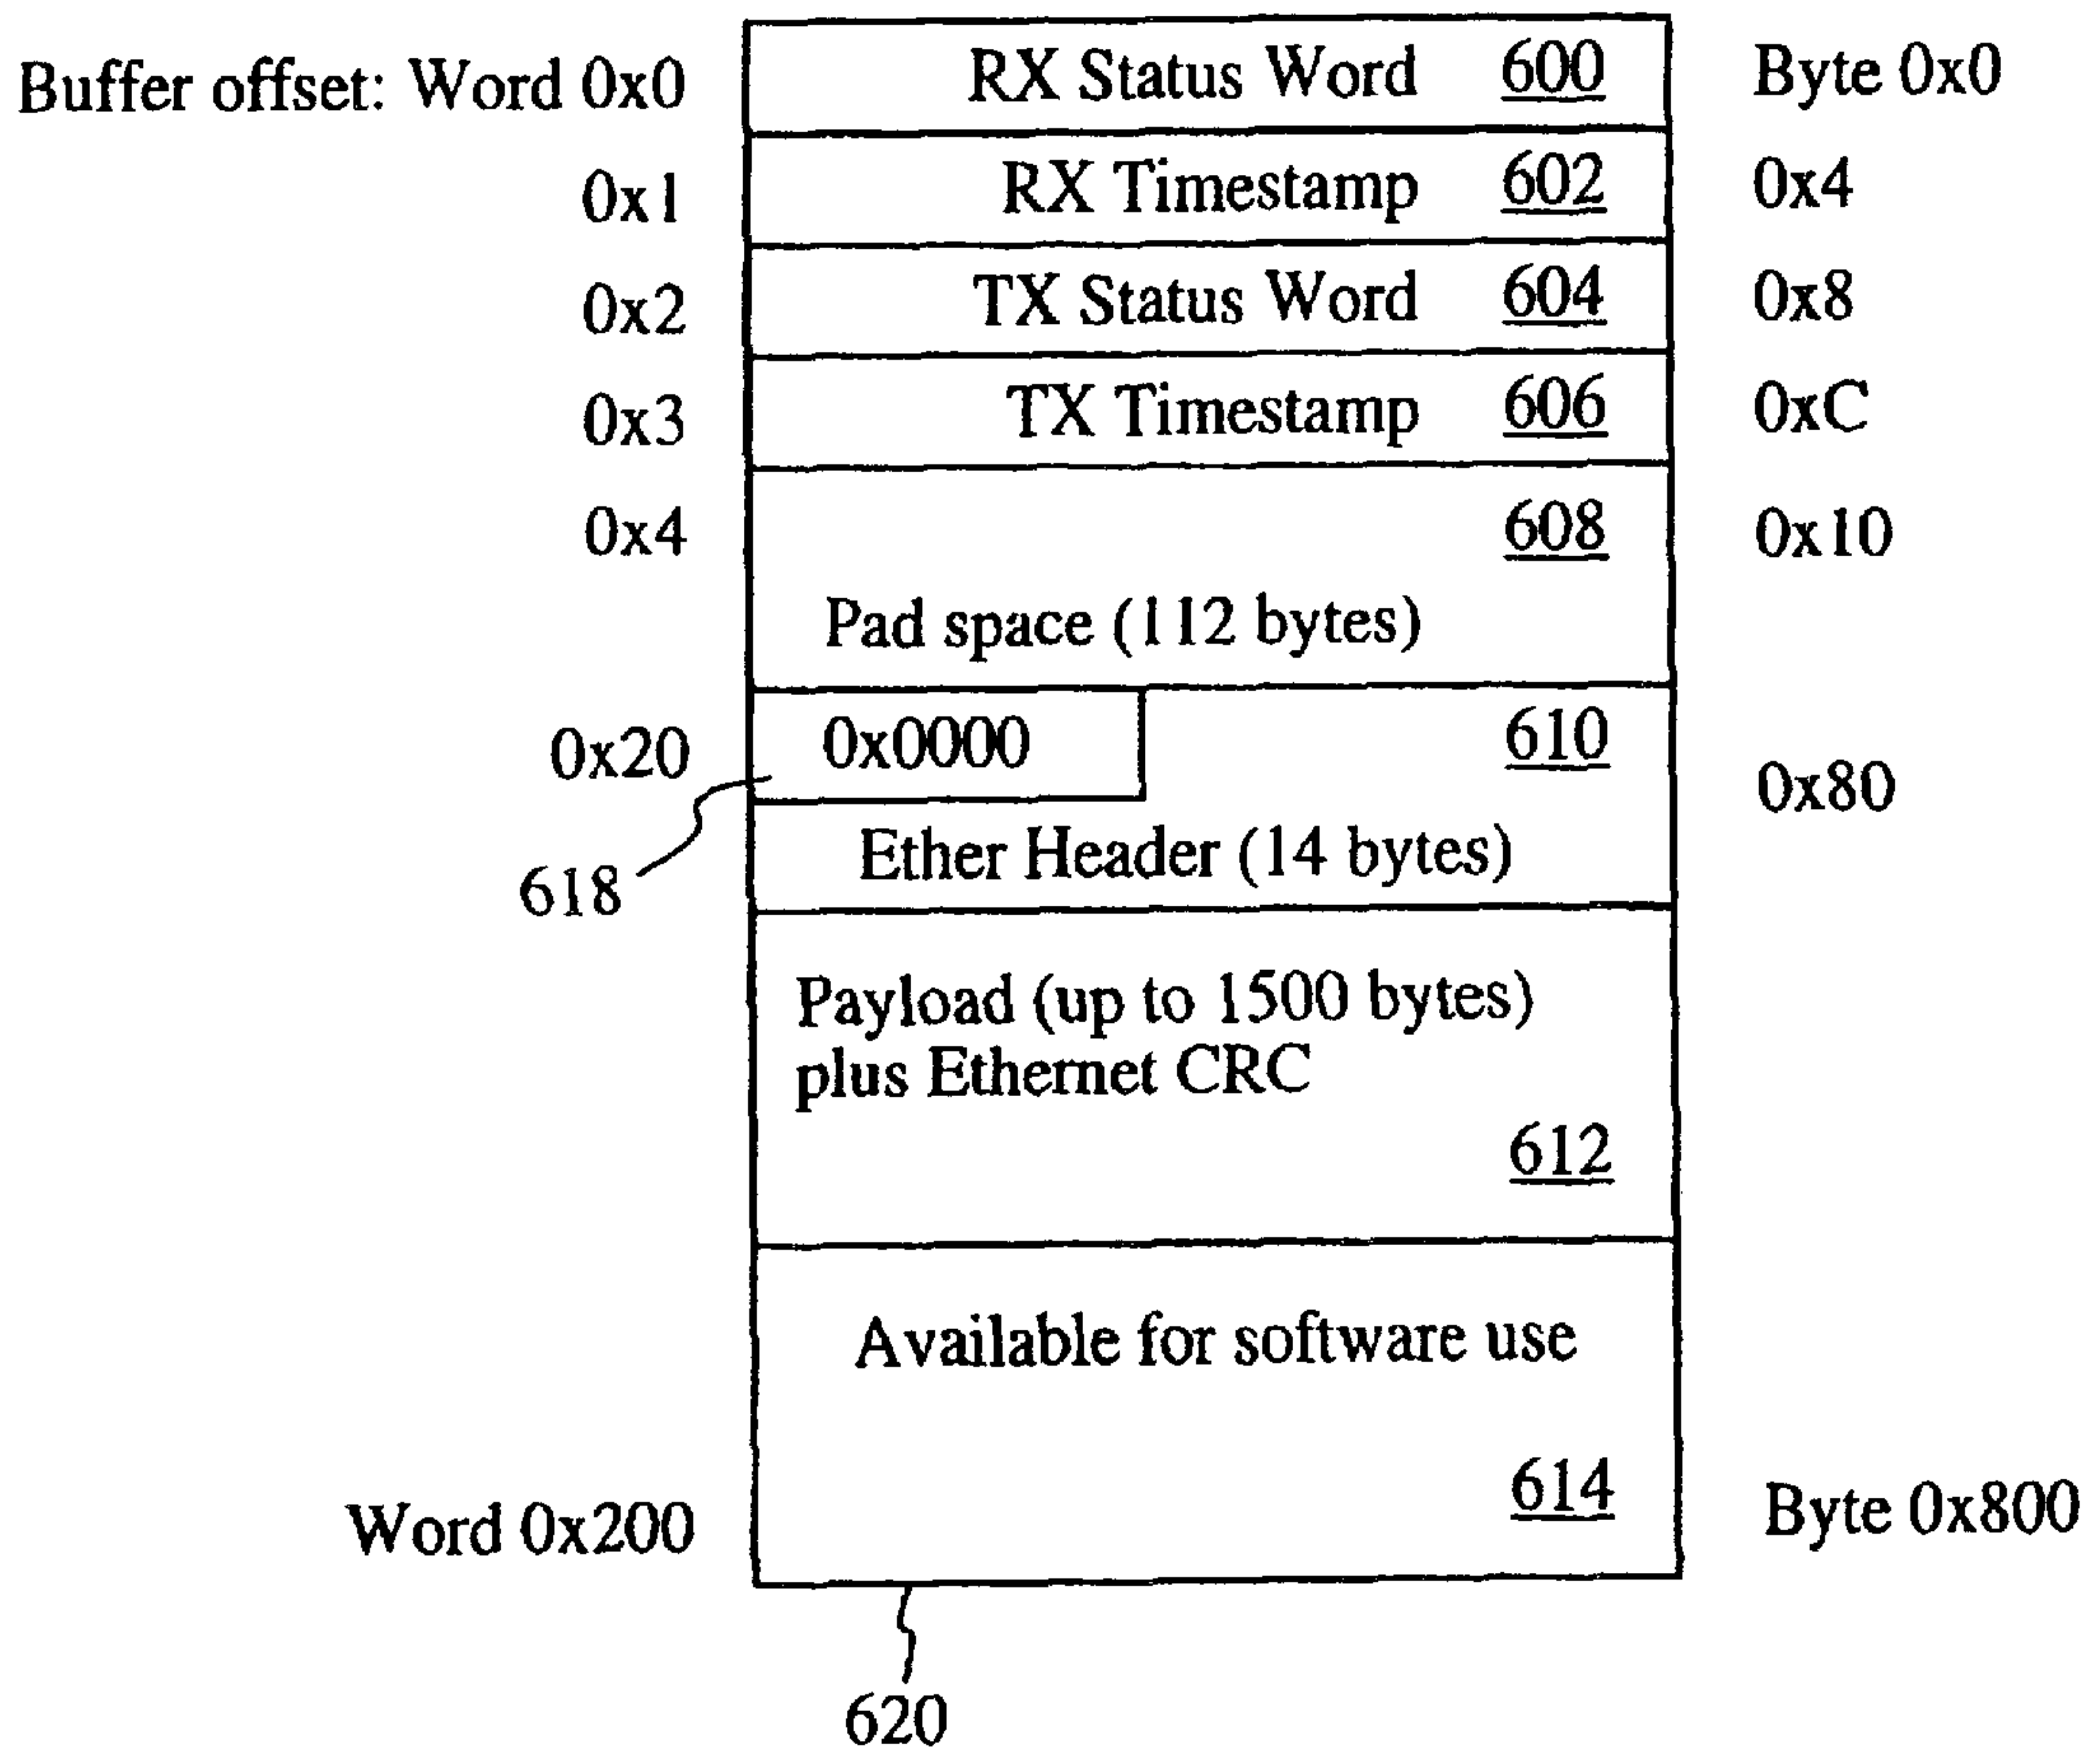 Buffer offset: Word 0x0 RX Status Word 600 Byte 0x0
0x1 RX Timestamp 602 0x4
0x2 TX Status Word 604 0x8
0x3 TX Timestamp 606 0xC
0x4 608 0x10
Pad space (112 bytes)
0x20 0x0000 610 0x80
618 Ether Header (14 bytes)
Payload (up to 1500 bytes)
plus Ethernet CRC
612
Available for software use
Word 0x200 614 Byte 0x800
620